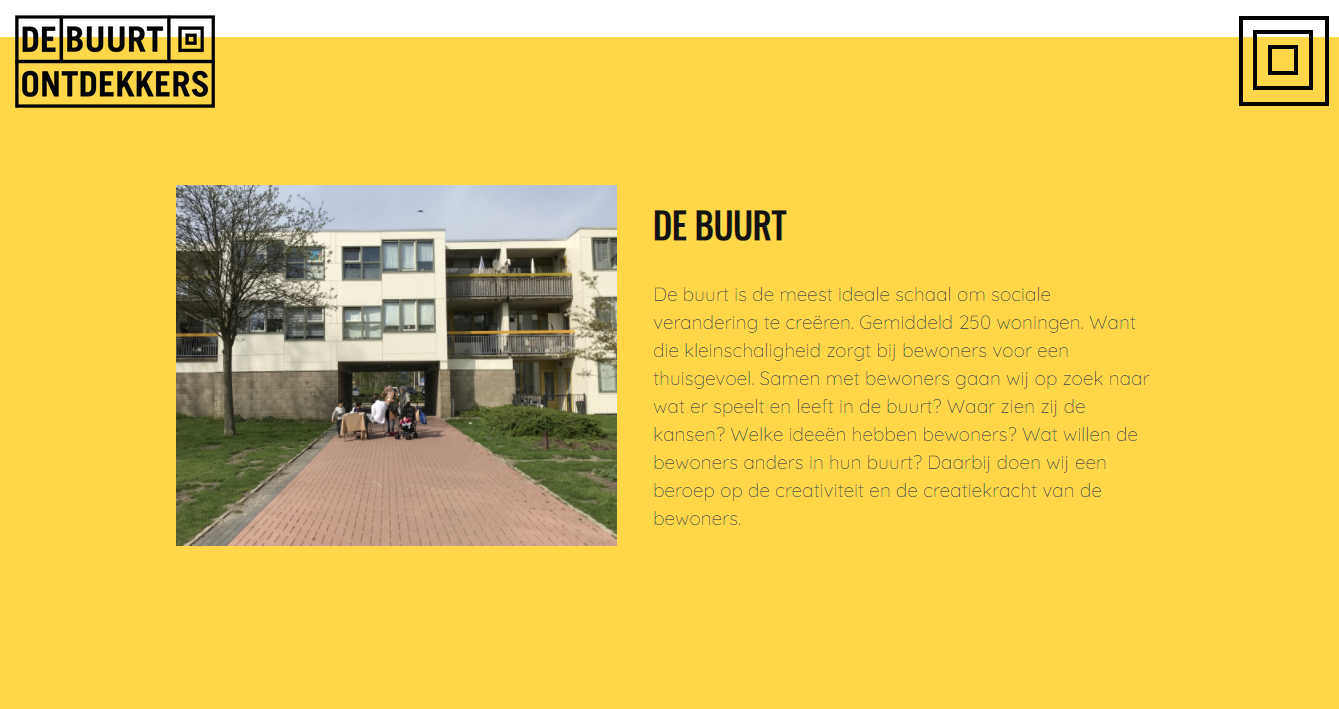 DE BUURT
ONTDEKKERS
DE BUURT
De buurt is de meest ideale schaal om sociale
verandering te creëren. Gemiddeld 250 woningen. Want
die kleinschaligheid zorgt bij bewoners voor een
thuisgevoel. Samen met bewoners gaan wij op zoek naar
wat er speelt en leeft in de buurt? Waar zien zij de
kansen? Welke ideeën hebben bewoners? Wat willen de
bewoners anders in hun buurt? Daarbij doen wij een
beroep op de creativiteit en de creatiekracht van de
bewoners.